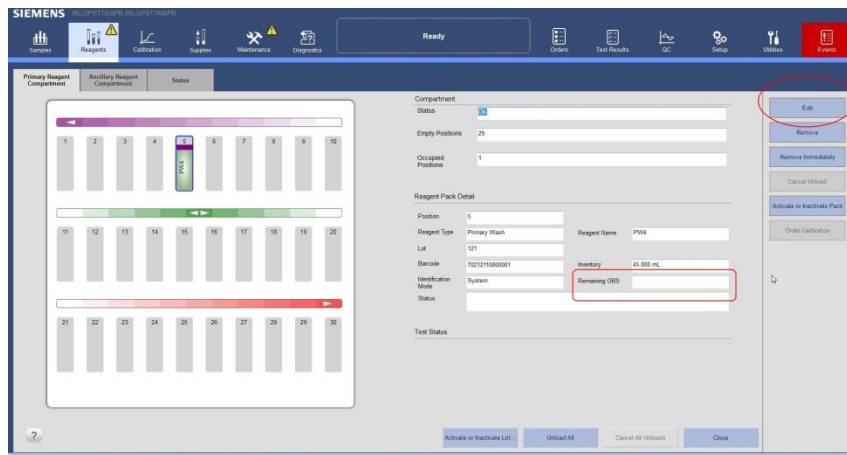 SIEMENS IRLGPSTTNXPR IRLGPSTTNXPR
Samples Reagents Calibration Supplies Maintenance Diagnostics Ready Orders Test Results QC Setup Utilities Events
Primary Reagent Compartment Ancillary Reagent Compartment Status
Compartment
Status On
Empty Positions 29
Occupied Positions 1
Reagent Pack Detail
Position 5
Reagent Type Primary Wash Reagent Name PW4
Lot 121
Barcode Inventory 45.000 mL
Identification Mode System Remaining OBS
Status
Test Status
1 2 3 4 5 6 7 8 9 10
PW4
11 12 13 14 15 16 17 18 19 20
21 22 23 24 25 26 27 28 29 30
Edit
Remove
Remove Immediately
Cancel Unload
Activate or Inactivate Pack
Order Calibration
? Activate or Inactivate Lot... Unload All Cancel All Unloads Close